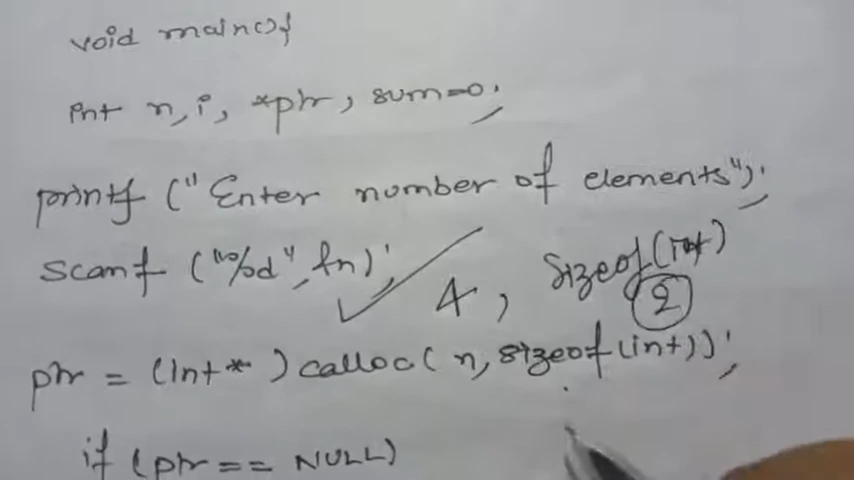 void main(){
int n, i, *ptr, sum=0;
printf ("Enter number of elements");
scanf ("%d", &n);
4, Sizeof(int)
2
ptr = (int* ) calloc( n, sizeof(int));
if (ptr == NULL)